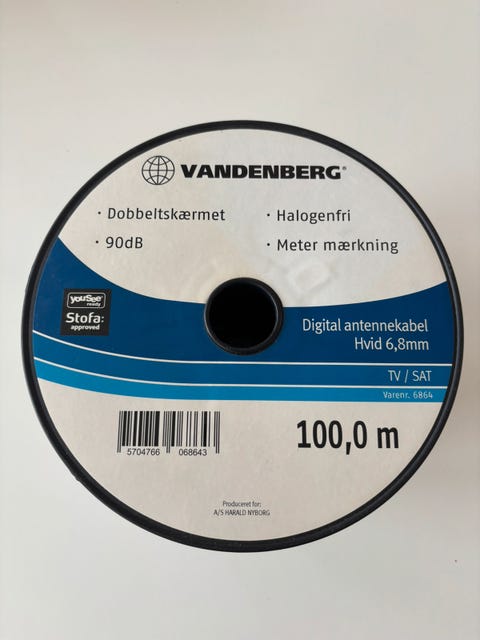 VANDENBERG®
· Dobbeltskærmet
· Halogenfri
· 90dB
· Meter mærkning
youSee
ready
Stofa:
approved
Digital antennekabel
Hvid 6,8mm
TV / SAT
Varenr. 6864
100,0 m
5704766 068643
Produceret for:
A/S HARALD NYBORG